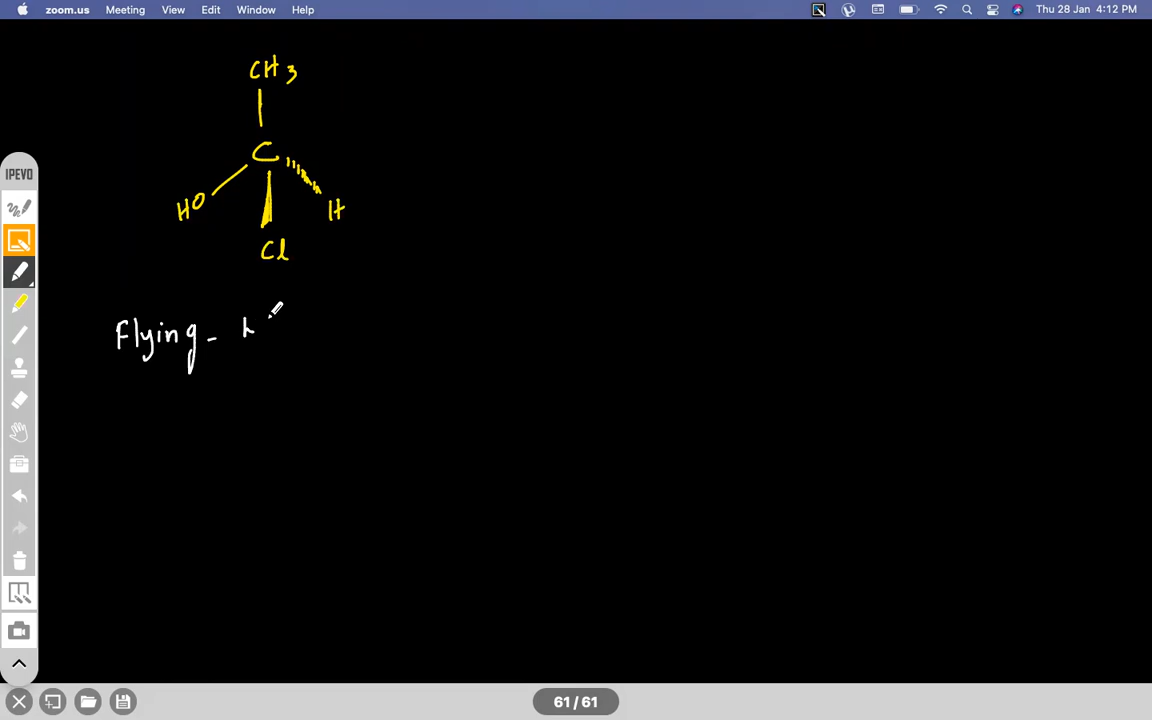 zoom.us Meeting View Edit Window Help Thu 28 Jan 4:12 PM
CH3
C
HO H
Cl
IPEVO
Flying - h
61/61